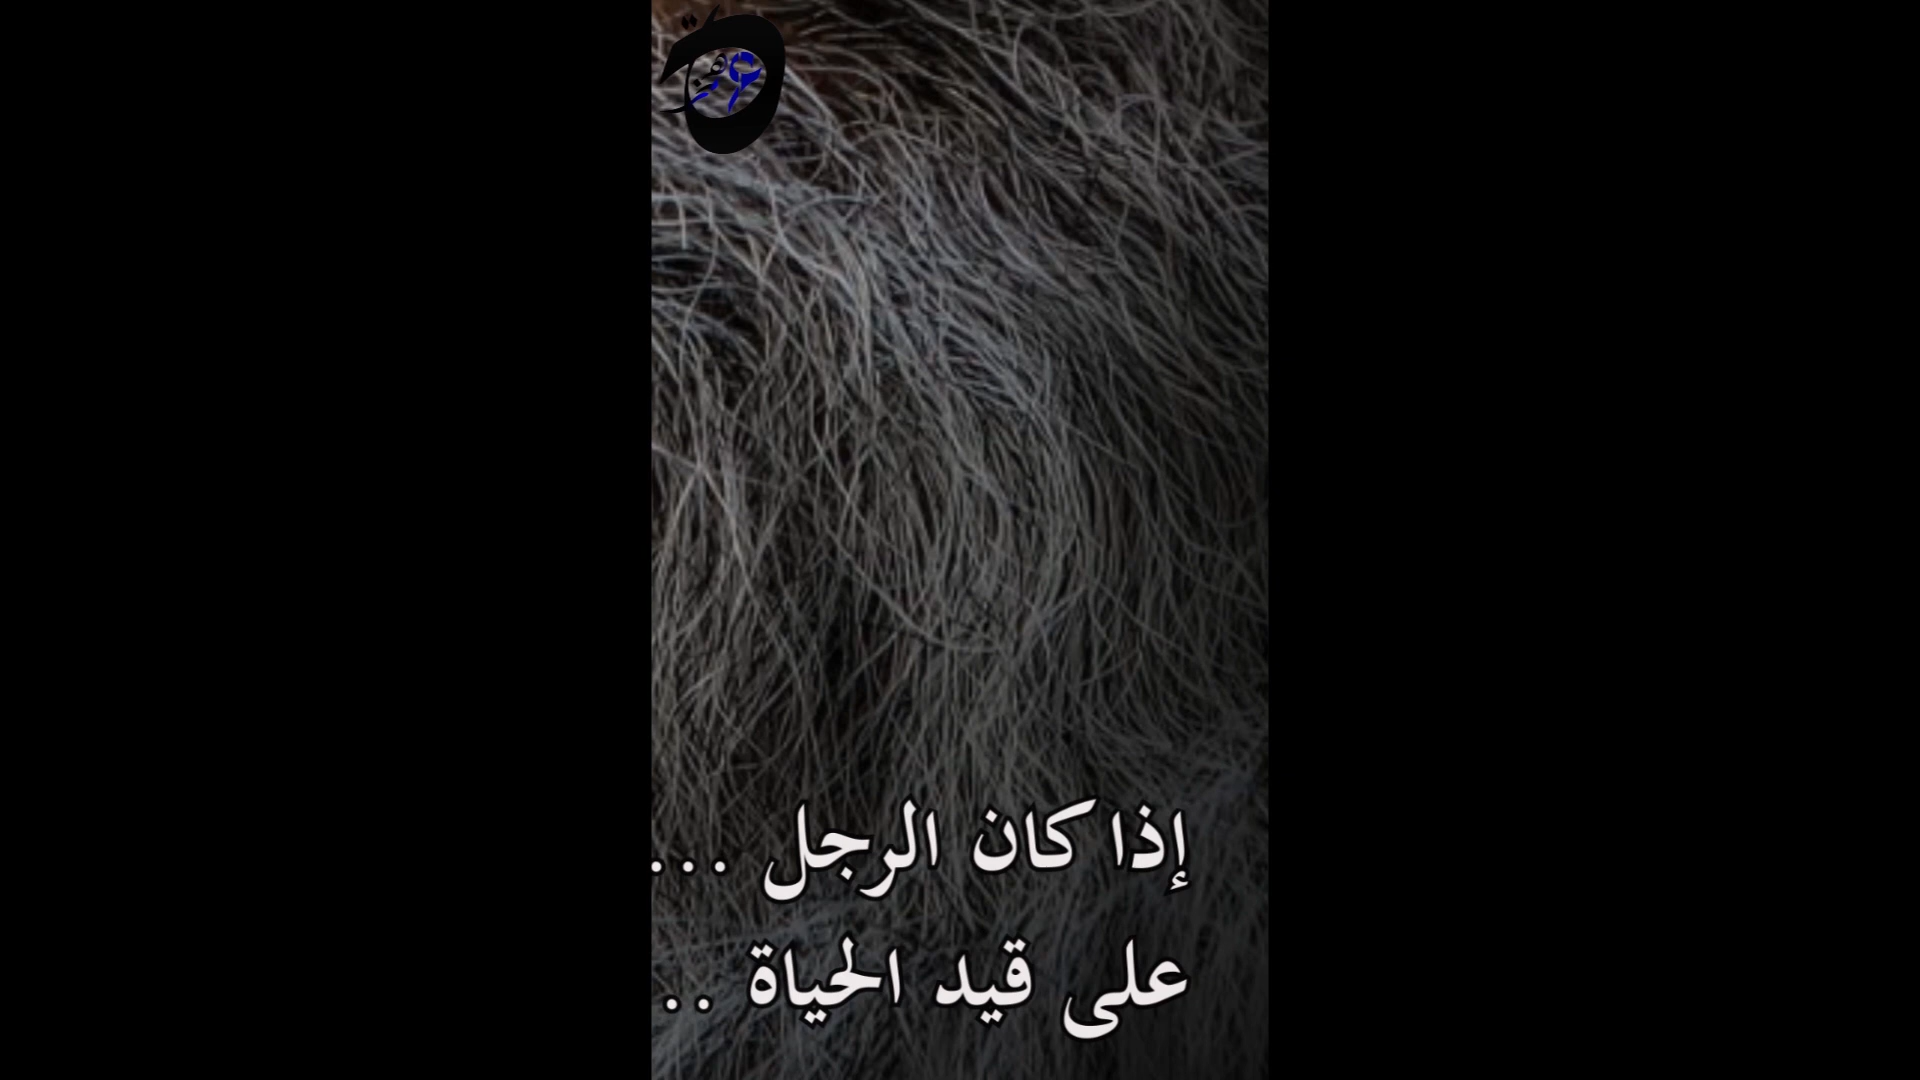 إذا كان الرجل ...
على قيد الحياة ..